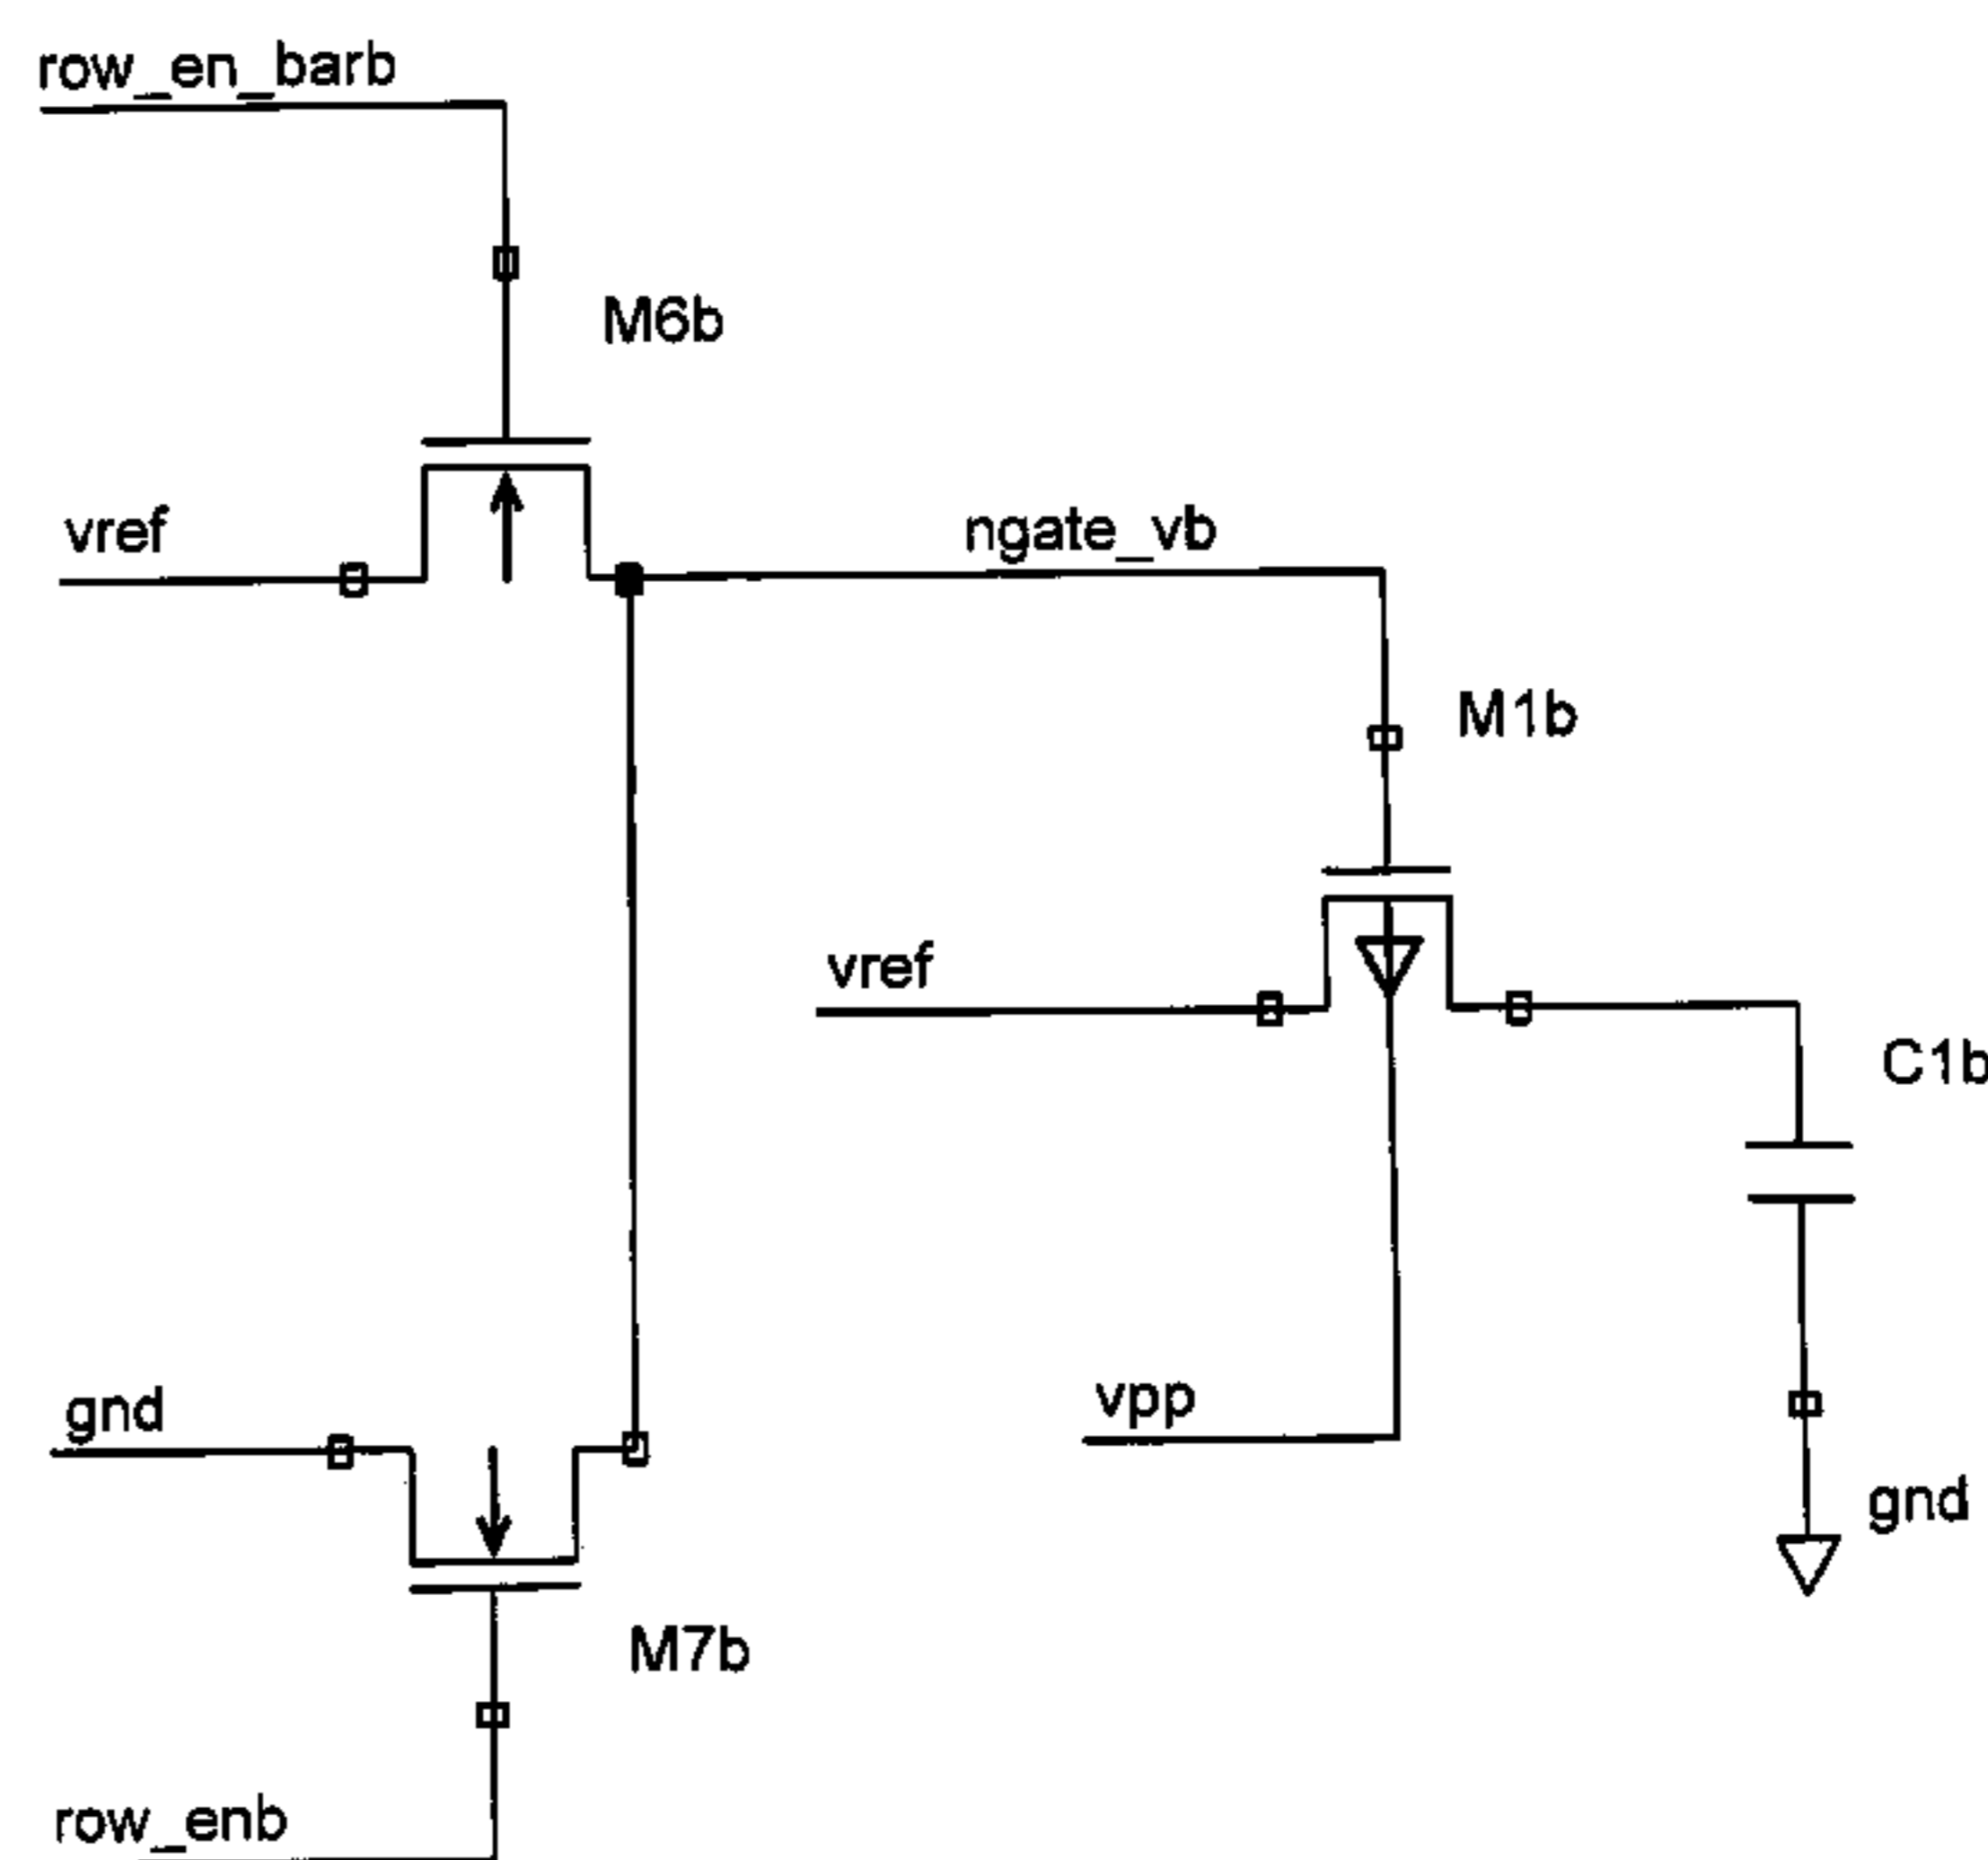 row_en_barb
M6b
vref
ngate_vb
M1b
vref
C1b
gnd
vpp
gnd
M7b
row_enb